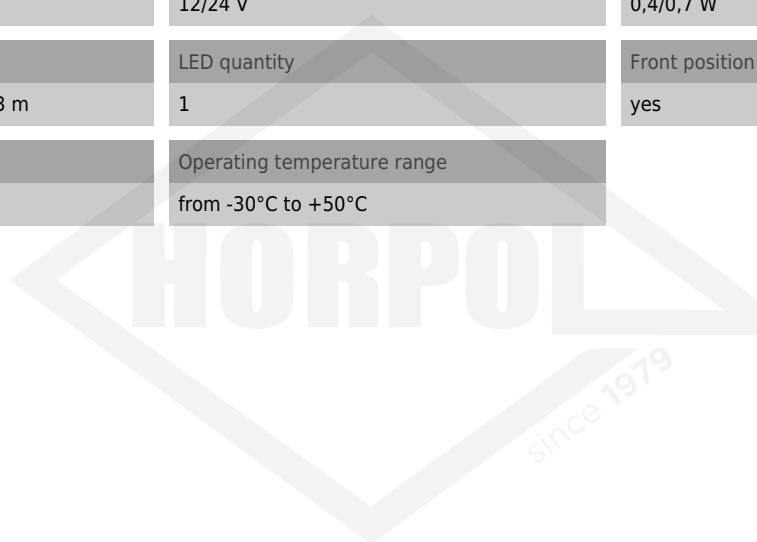 12/24 V
0,4/0,7 W
LED quantity
Front position
3 m
1
yes
Operating temperature range
from -30°C to +50°C
HORPOL
since 1979